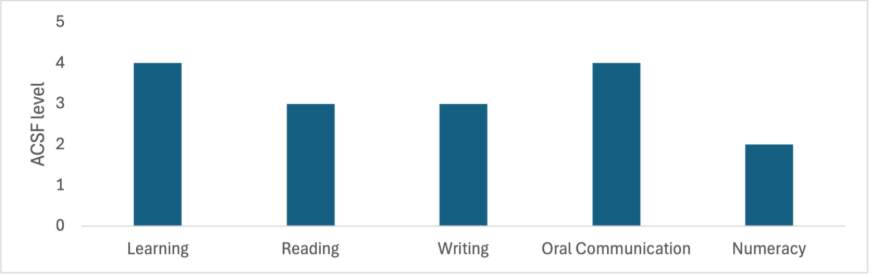 5
4
3
2
1
0
ACSF level
Learning
Reading
Writing
Oral Communication
Numeracy